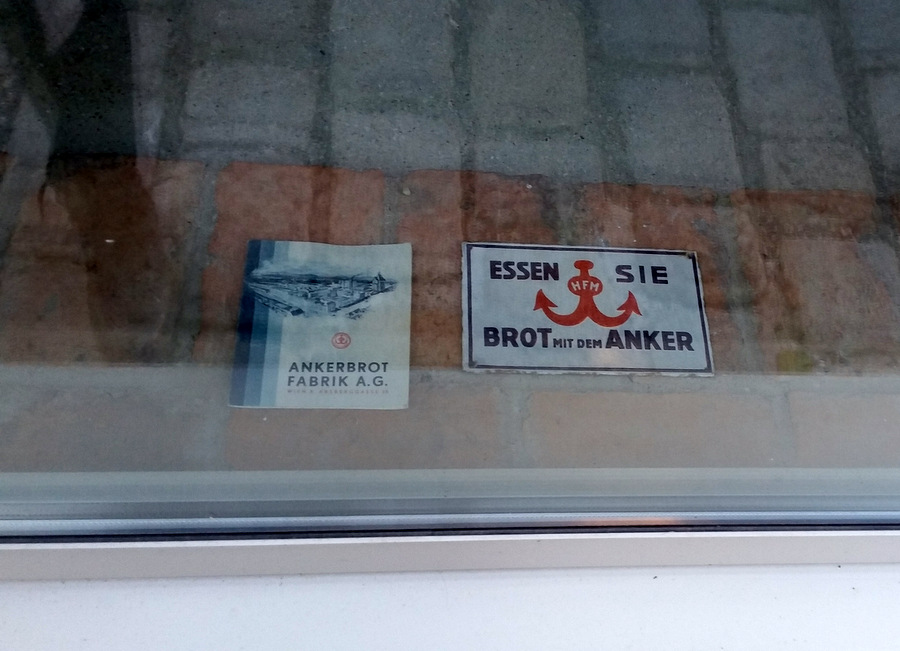 ANKERBROT
FABRIK A.G.
ESSEN SIE
HFM
BROT MIT DEM ANKER